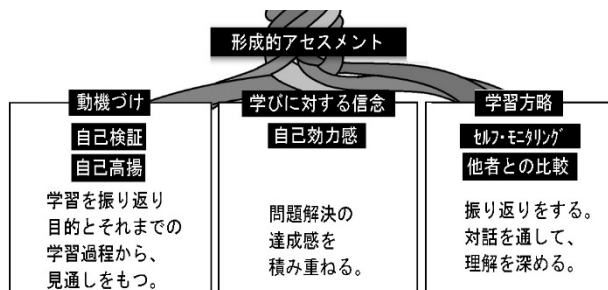 形成的アセスメント
動機づけ
自己検証
自己高揚
学習を振り返り
目的とそれまでの
学習過程から、
見通しをもつ。
学びに対する信念
自己効力感
問題解決の
達成感を
積み重ねる。
学習方略
セルフ・モニタリング
他者との比較
振り返りをする。
対話を通して、
理解を深める。